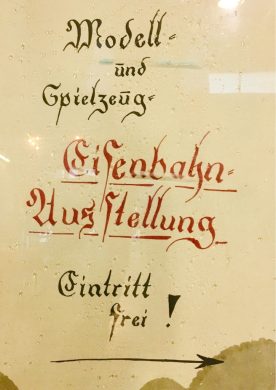 Modell-
und
Spielzeug-
Eisenbahn-
Ausstellung
Eintritt
frei!